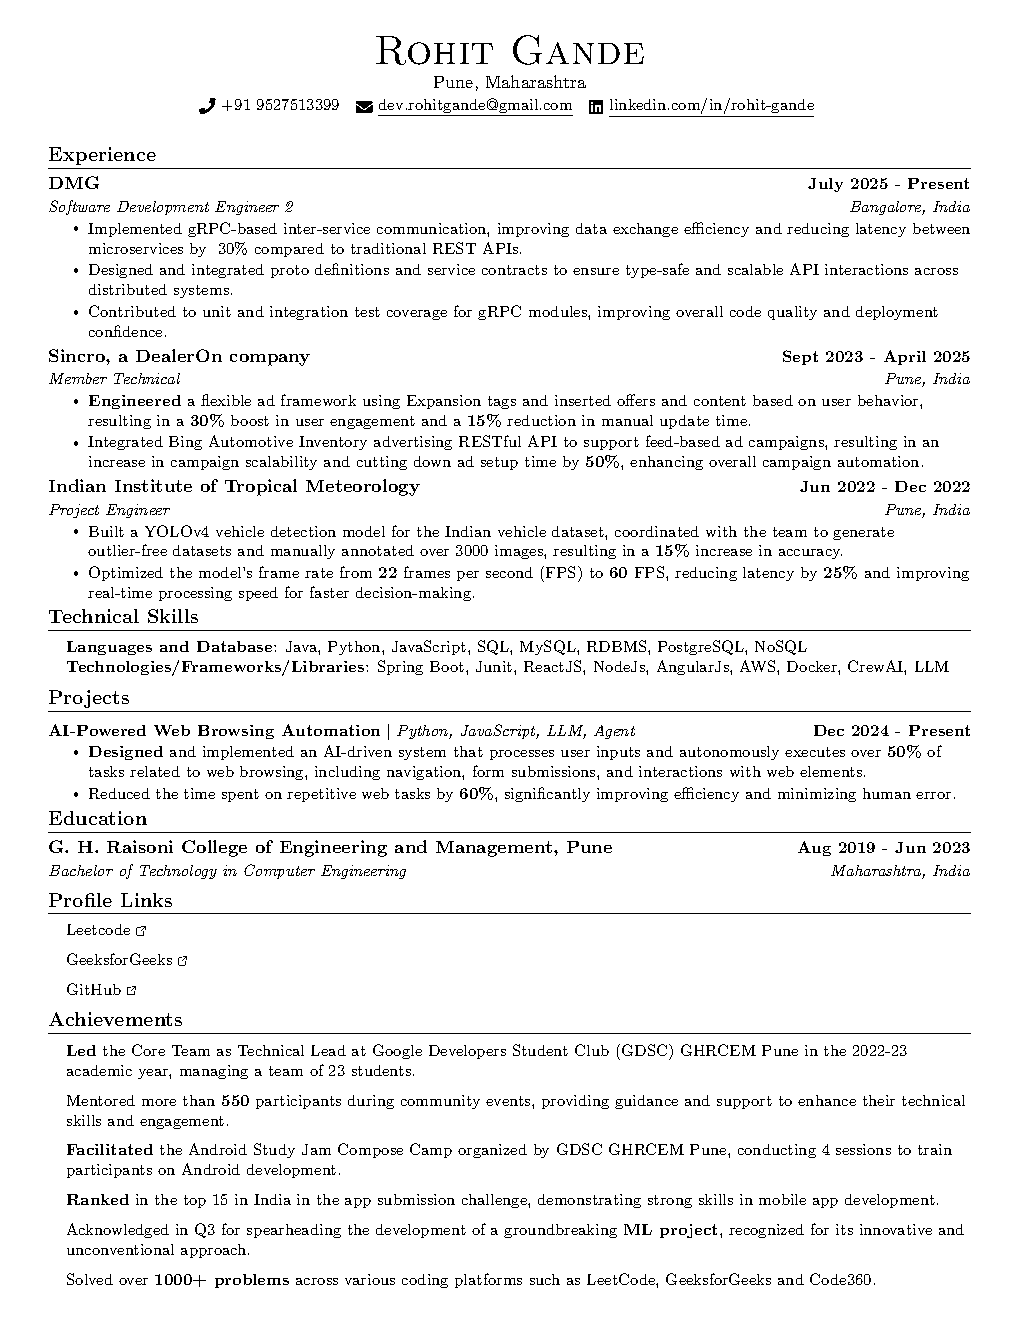 Rohit Gande
Pune, Maharashtra
+91 9527513399 dev.rohitgande@gmail.com linkedin.com/in/rohit-gande
Experience
DMG July 2025 - Present
Software Development Engineer 2 Bangalore, India
• Implemented gRPC-based inter-service communication, improving data exchange efficiency and reducing latency between
microservices by 30% compared to traditional REST APIs.
• Designed and integrated proto definitions and service contracts to ensure type-safe and scalable API interactions across
distributed systems.
• Contributed to unit and integration test coverage for gRPC modules, improving overall code quality and deployment
confidence.
Sincro, a DealerOn company Sept 2023 - April 2025
Member Technical Pune, India
• Engineered a flexible ad framework using Expansion tags and inserted offers and content based on user behavior,
resulting in a 30% boost in user engagement and a 15% reduction in manual update time.
• Integrated Bing Automotive Inventory advertising RESTful API to support feed-based ad campaigns, resulting in an
increase in campaign scalability and cutting down ad setup time by 50%, enhancing overall campaign automation.
Indian Institute of Tropical Meteorology Jun 2022 - Dec 2022
Project Engineer Pune, India
• Built a YOLOv4 vehicle detection model for the Indian vehicle dataset, coordinated with the team to generate
outlier-free datasets and manually annotated over 3000 images, resulting in a 15% increase in accuracy.
• Optimized the model's frame rate from 22 frames per second (FPS) to 60 FPS, reducing latency by 25% and improving
real-time processing speed for faster decision-making.
Technical Skills
Languages and Database: Java, Python, JavaScript, SQL, MySQL, RDBMS, PostgreSQL, NoSQL
Technologies/Frameworks/Libraries: Spring Boot, Junit, ReactJS, NodeJs, AngularJs, AWS, Docker, CrewAI, LLM
Projects
AI-Powered Web Browsing Automation | Python, JavaScript, LLM, Agent Dec 2024 - Present
• Designed and implemented an AI-driven system that processes user inputs and autonomously executes over 50% of
tasks related to web browsing, including navigation, form submissions, and interactions with web elements.
• Reduced the time spent on repetitive web tasks by 60%, significantly improving efficiency and minimizing human error.
Education
G. H. Raisoni College of Engineering and Management, Pune Aug 2019 - Jun 2023
Bachelor of Technology in Computer Engineering Maharashtra, India
Profile Links
Leetcode
GeeksforGeeks
GitHub
Achievements
Led the Core Team as Technical Lead at Google Developers Student Club (GDSC) GHRCEM Pune in the 2022-23
academic year, managing a team of 23 students.
Mentored more than 550 participants during community events, providing guidance and support to enhance their technical
skills and engagement.
Facilitated the Android Study Jam Compose Camp organized by GDSC GHRCEM Pune, conducting 4 sessions to train
participants on Android development.
Ranked in the top 15 in India in the app submission challenge, demonstrating strong skills in mobile app development.
Acknowledged in Q3 for spearheading the development of a groundbreaking ML project, recognized for its innovative and
unconventional approach.
Solved over 1000+ problems across various coding platforms such as LeetCode, GeeksforGeeks and Code360.